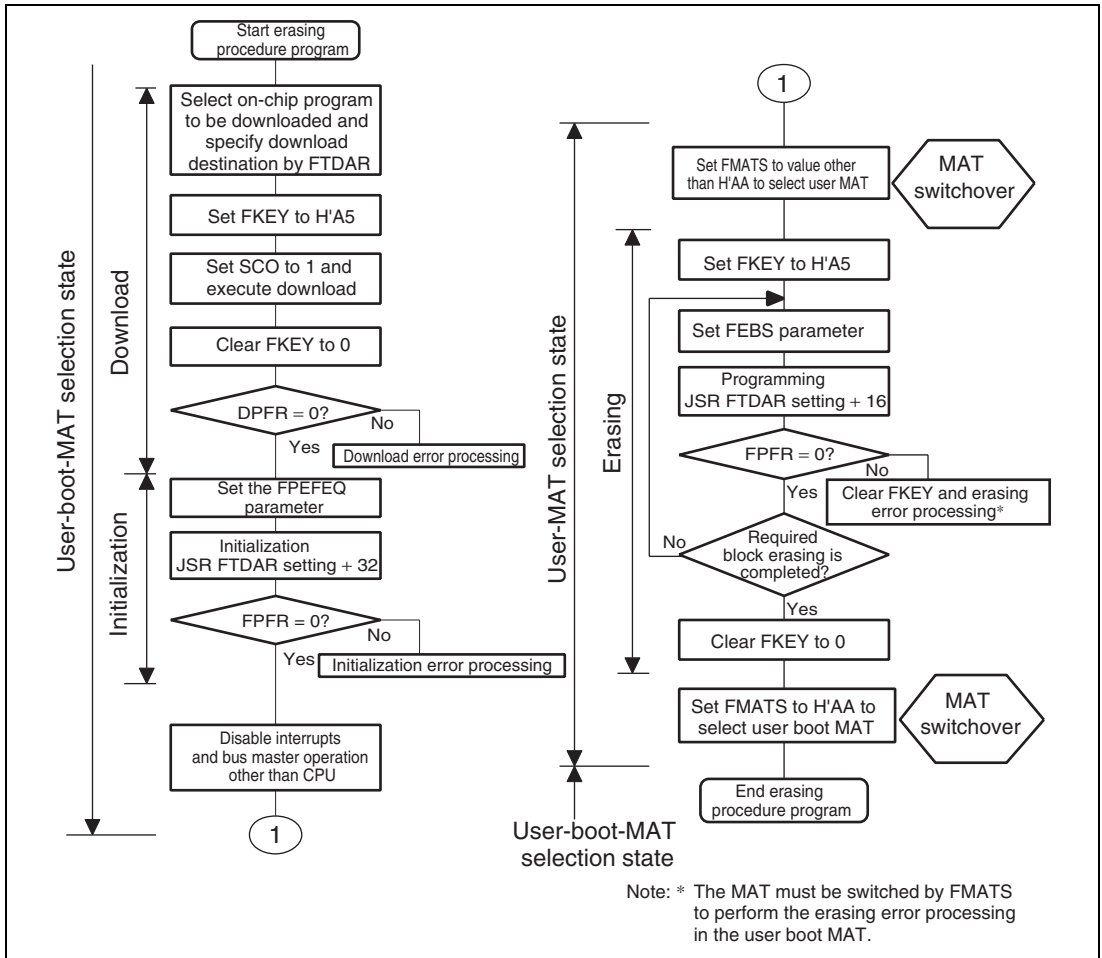 Start erasing
procedure program
Select on-chip program
to be downloaded and
specify download
destination by FTDAR
Set FKEY to H'A5
Set SCO to 1 and
execute download
Clear FKEY to 0
DPFR = 0?
No
Yes
Download error processing
Set the FPEFEQ
parameter
Initialization
JSR FTDAR setting + 32
FPFR = 0?
No
Yes
Initialization error processing
Disable interrupts
and bus master operation
other than CPU
1
User-boot-MAT selection state
Download
Initialization
1
Set FMATS to value other
than H'AA to select user MAT
MAT
switchover
Set FKEY to H'A5
Set FEBS parameter
Programming
JSR FTDAR setting + 16
FPFR = 0?
No
Yes
Clear FKEY and erasing
error processing*
Required
block erasing is
completed?
No
Yes
Clear FKEY to 0
Set FMATS to H'AA to
select user boot MAT
MAT
switchover
End erasing
procedure program
User-MAT selection state
Erasing
User-boot-MAT
selection state
Note: * The MAT must be switched by FMATS
to perform the erasing error processing
in the user boot MAT.